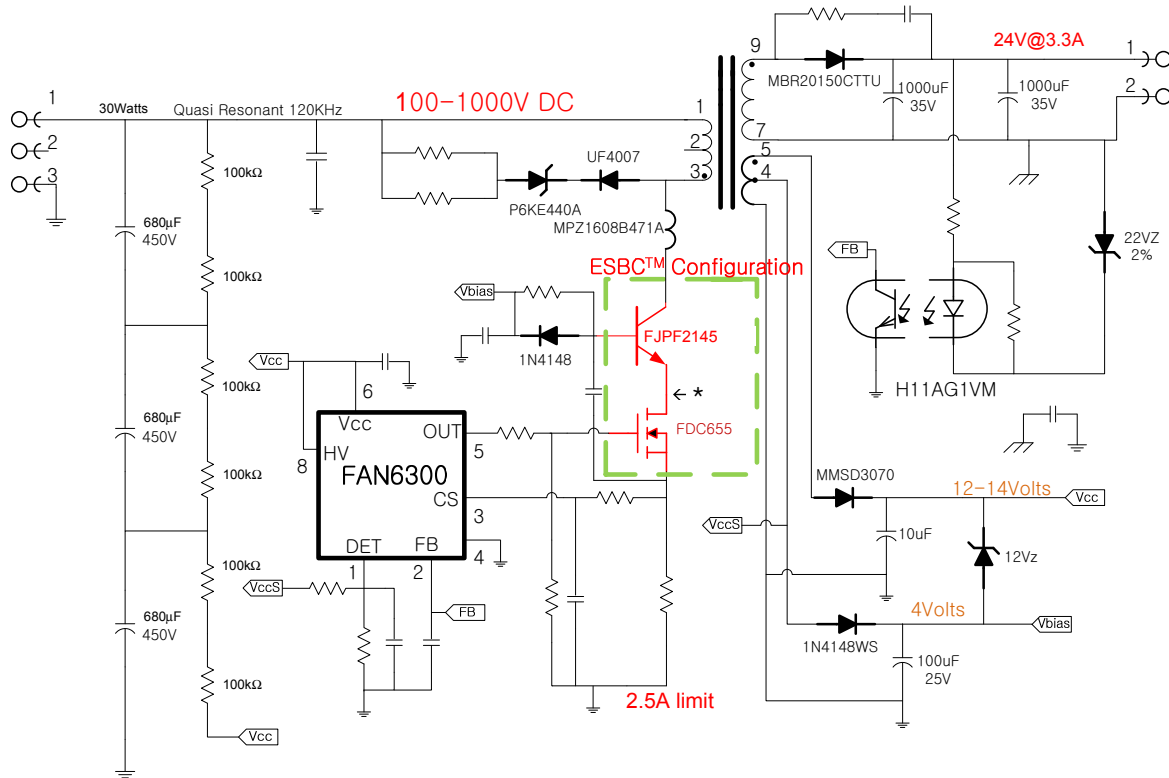 24V@3.3A
9
1
MBR20150CTTU
1000uF
35V
1000uF
35V
2
1
30Watts
Quasi Resonant 120KHz
100-1000V DC
1
2
3
2
3
7
5
4
100kΩ
UF4007
P6KE440A
MPZ1608B471A
680µF
450V
22VZ
2%
FB
100kΩ
ESBC™ Configuration
Vbias
FJPF2145
1N4148
Vcc
100kΩ
6
H11AG1VM
*
680µF
450V
Vcc
OUT
5
FDC655
HV
8
FAN6300
100kΩ
MMSD3070
12-14Volts
Vcc
CS
3
VccS
10uF
DET
FB
4
12Vz
100kΩ
1
2
VccS
680µF
450V
FB
4Volts
Vbias
1N4148WS
100uF
25V
100kΩ
2.5A limit
Vcc